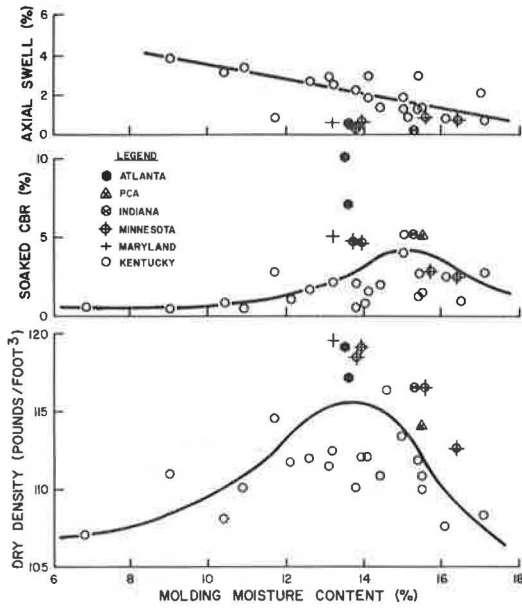 AXIAL SWELL (%)
6
4
2
0
SOAKED CBR (%)
10
5
0
LEGEND
ATLANTA
PCA
INDIANA
MINNESOTA
MARYLAND
KENTUCKY
DRY DENSITY (POUNDS/FOOT³)
120
115
110
105
6 8 10 12 14 16 18
MOLDING MOISTURE CONTENT (%)